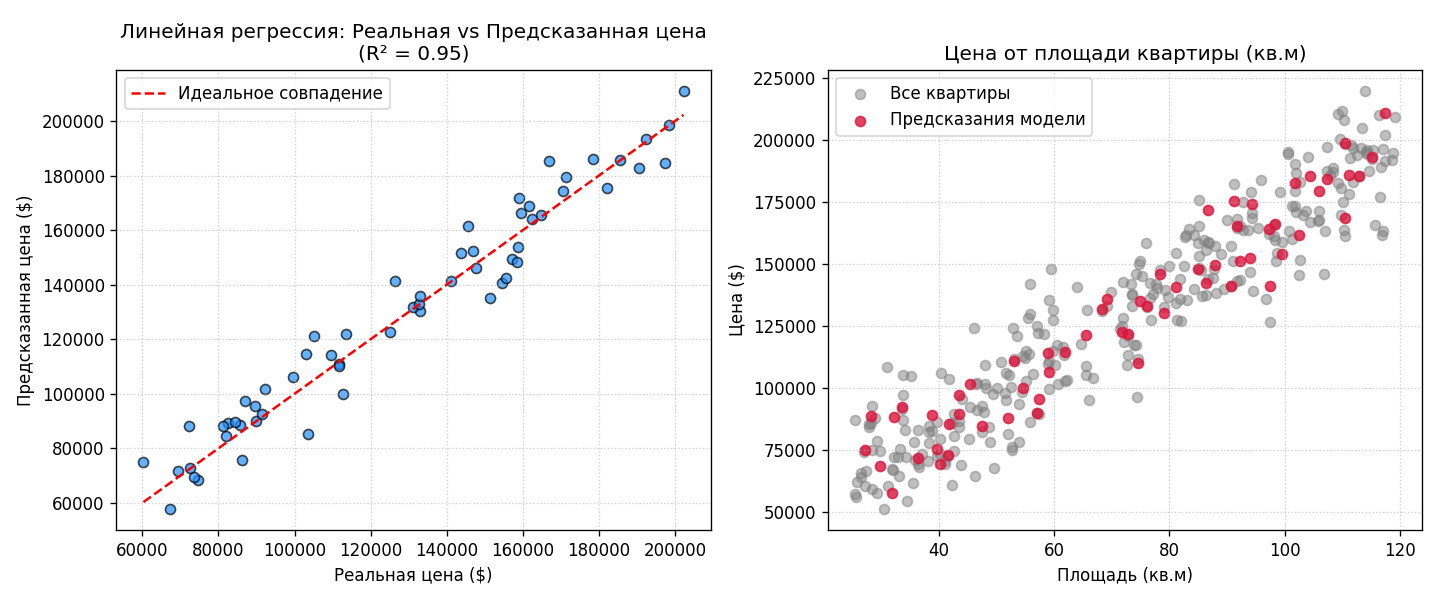 Линейная регрессия: Реальная vs Предсказанная цена
(R² = 0.95)
Идеальное совпадение
Предсказанная цена ($)
200000
180000
160000
140000
120000
100000
80000
60000
60000 80000 100000 120000 140000 160000 180000 200000
Реальная цена ($)
Цена от площади квартиры (кв.м)
Все квартиры
Предсказания модели
Цена ($)
225000
200000
175000
150000
125000
100000
75000
50000
40 60 80 100 120
Площадь (кв.м)